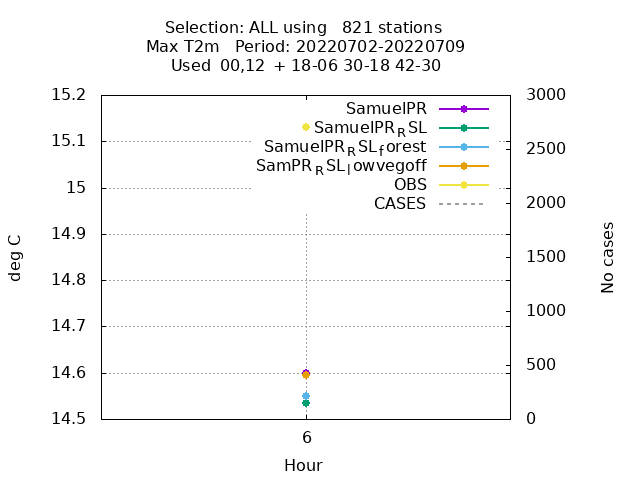 Selection: ALL using   821 stations
Max T2m   Period: 20220702-20220709
Used  00,12  + 18-06 30-18 42-30
15.2
15.1
15
14.9
14.8
14.7
14.6
14.5
deg C
3000
2500
2000
1500
1000
500
0
No cases
SamuelPR
SamuelPR_RSL
SamuelPR_RSL_forest
SamPR_RSL_lowvegoff
OBS
CASES
6
Hour